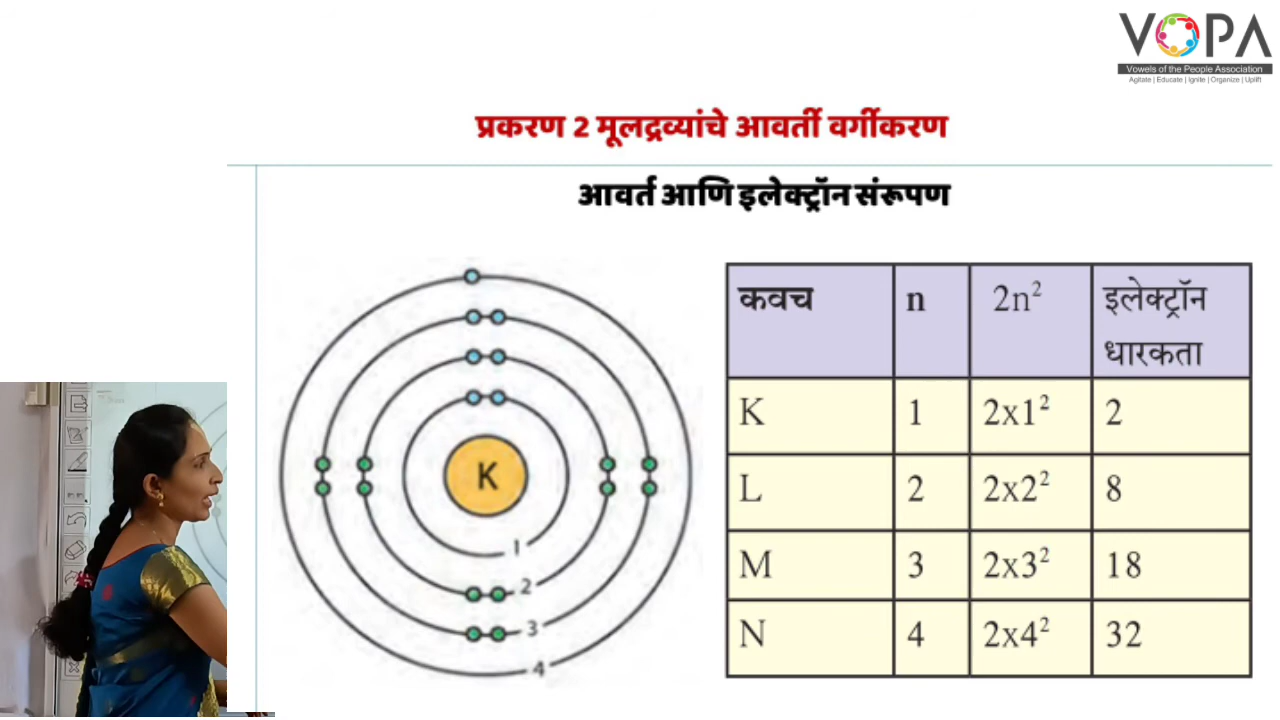 VOPA
Vowels of the People Association
Agitate | Educate | Ignite | Organize | Uplift
प्रकरण 2 मूलद्रव्यांचे आवर्ती वर्गीकरण
आवर्त आणि इलेक्ट्रॉन संरूपण
K
1
2
3
4
कवच n 2n² इलेक्ट्रॉन धारकता
K 1 2x1² 2
L 2 2x2² 8
M 3 2x3² 18
N 4 2x4² 32